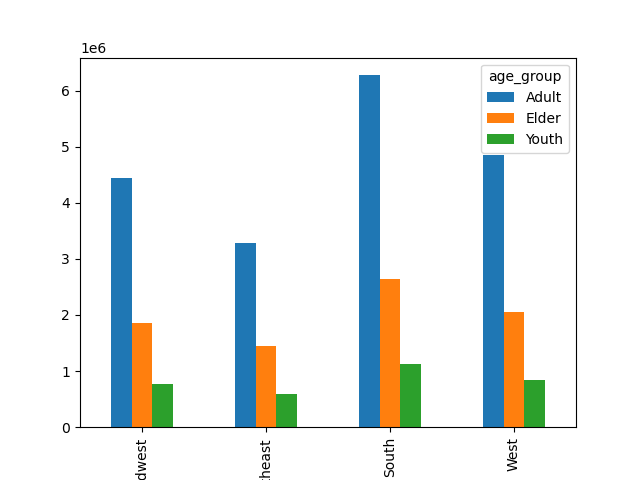 1e6
age_group
Adult
Elder
Youth
6
5
4
3
2
1
0
dwest
theast
South
West